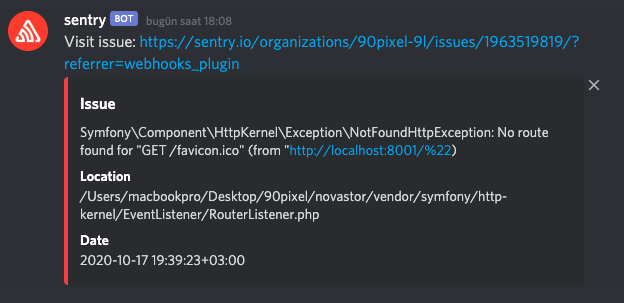 sentry BOT bugün saat 18:08
Visit issue: https://sentry.io/organizations/90pixel-9l/issues/1963519819/?
referrer=webhooks_plugin
Issue
Symfony\Component\HttpKernel\Exception\NotFoundHttpException: No route
found for "GET /favicon.ico" (from "http://localhost:8001/%22)
Location
/Users/macbookpro/Desktop/90pixel/novastor/vendor/symfony/http-
kernel/EventListener/RouterListener.php
Date
2020-10-17 19:39:23+03:00